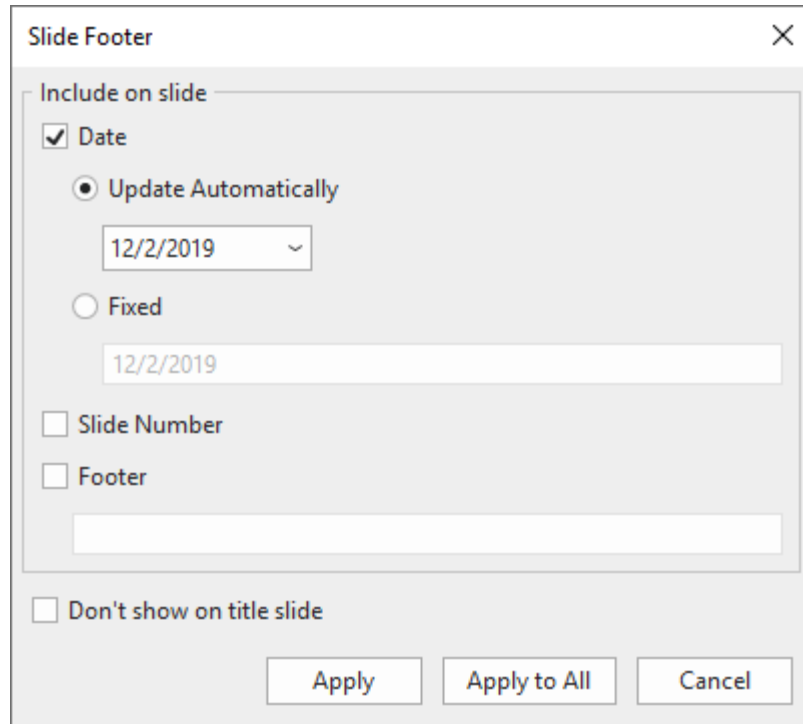 Slide Footer
Include on slide
Date
Update Automatically
12/2/2019
Fixed
12/2/2019
Slide Number
Footer
Don't show on title slide
Apply Apply to All Cancel